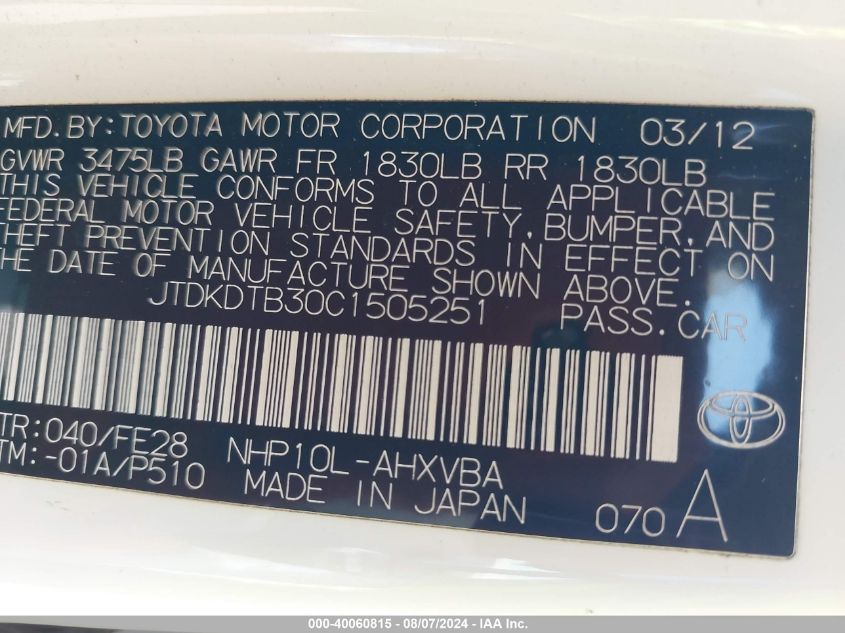 MFD. BY: TOYOTA MOTOR CORPORATION 03/12
GVWR 3475LB GAWR FR 1830LB RR 1830LB
THIS VEHICLE CONFORMS TO ALL APPLICABLE
FEDERAL MOTOR VEHICLE SAFETY, BUMPER, AND
THEFT PREVENTION STANDARDS IN EFFECT ON
THE DATE OF MANUFACTURE SHOWN ABOVE.
JTDKDTB30C1505251 PASS. CAR
TR: 040/FE28 NHP10L-AHXVBA
TM: -01A/P510 MADE IN JAPAN 070 A
000-40060815 - 08/07/2024 - IAA Inc.